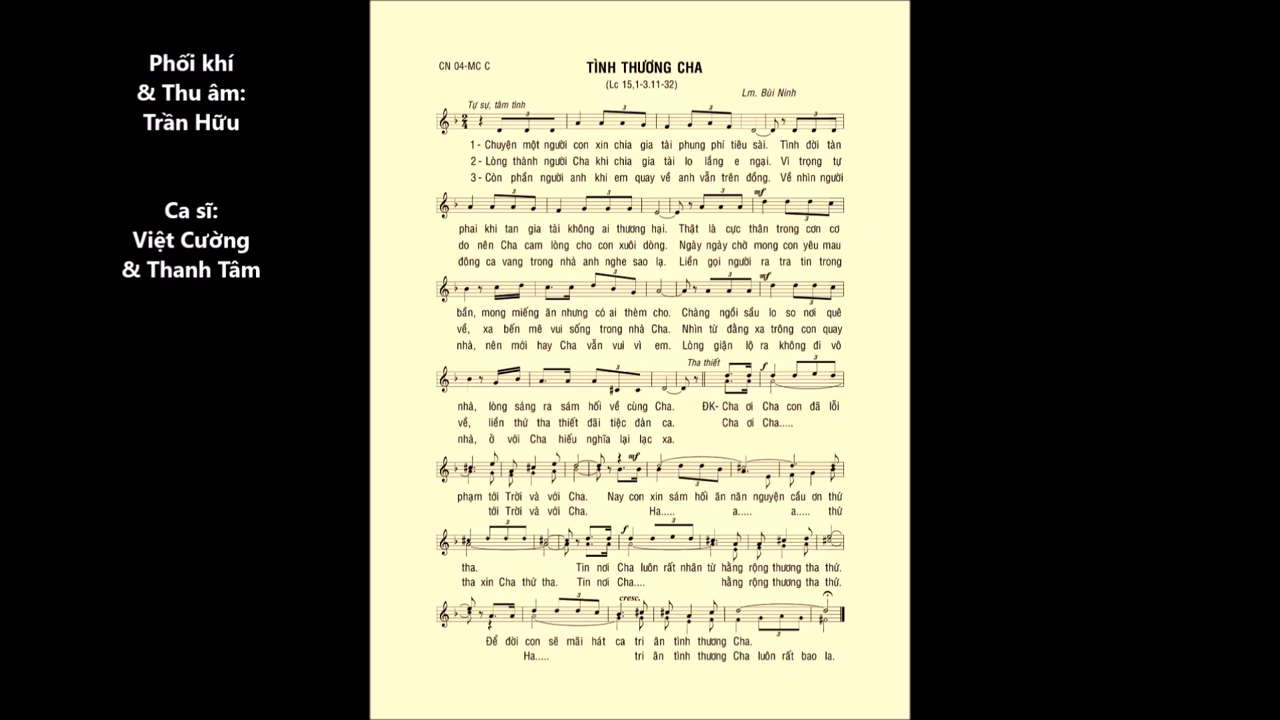 Phối khí
& Thu âm:
Trần Hữu
Ca sĩ:
Việt Cường
& Thanh Tâm
CN 04-MC C
TÌNH THƯƠNG CHA
(Lc 15,1-3.11-32)
Lm. Bùi Ninh
Tự sự, tâm tình
1 - Chuyện một người con xin chia gia tài phung phí tiêu sài. Tình đời tàn
2 - Lòng thành người Cha khi chia gia tài lo lắng e ngại. Vì trọng tự
3 - Còn phần người anh khi em quay về anh vẫn trên đồng. Về nhìn người
mf
phai khi tan gia tài không ai thương hại. Thật là cực thân trong cơn cơ
do nên Cha cam lòng cho con xuôi dòng. Ngày ngày chờ mong con yêu mau
đông ca vang trong nhà anh nghe sao lạ. Liền gọi người ra tra tin trong
mf
bần, mong miếng ăn nhưng có ai thèm cho. Chàng ngồi sầu lo so nơi quê
về, xa bến mê vui sống trong nhà Cha. Nhìn từ đằng xa trông con quay
nhà, nên mới hay Cha vẫn vui vì em. Lòng giận lộ ra không đi vô
Tha thiết
f
nhà, lòng sáng ra sám hối về cùng Cha. ĐK- Cha ơi Cha con đã lỗi
về, liền thứ tha thiết đãi tiệc đàn ca. Cha ơi Cha.....
nhà, ở với Cha hiếu nghĩa lại lạc xa.
mf
phạm tới Trời và với Cha. Nay con xin sám hối ăn năn nguyện cầu ơn thứ
tới Trời và với Cha. Ha..... a..... a..... thứ
f
tha. Tin nơi Cha luôn rất nhân từ hằng rộng thương tha thứ.
tha xin Cha thứ tha. Tin nơi Cha.... hằng rộng thương tha thứ.
cresc.
Để đời con sẽ mãi hát ca tri ân tình thương Cha.
Ha..... tri ân tình thương Cha luôn rất bao la.